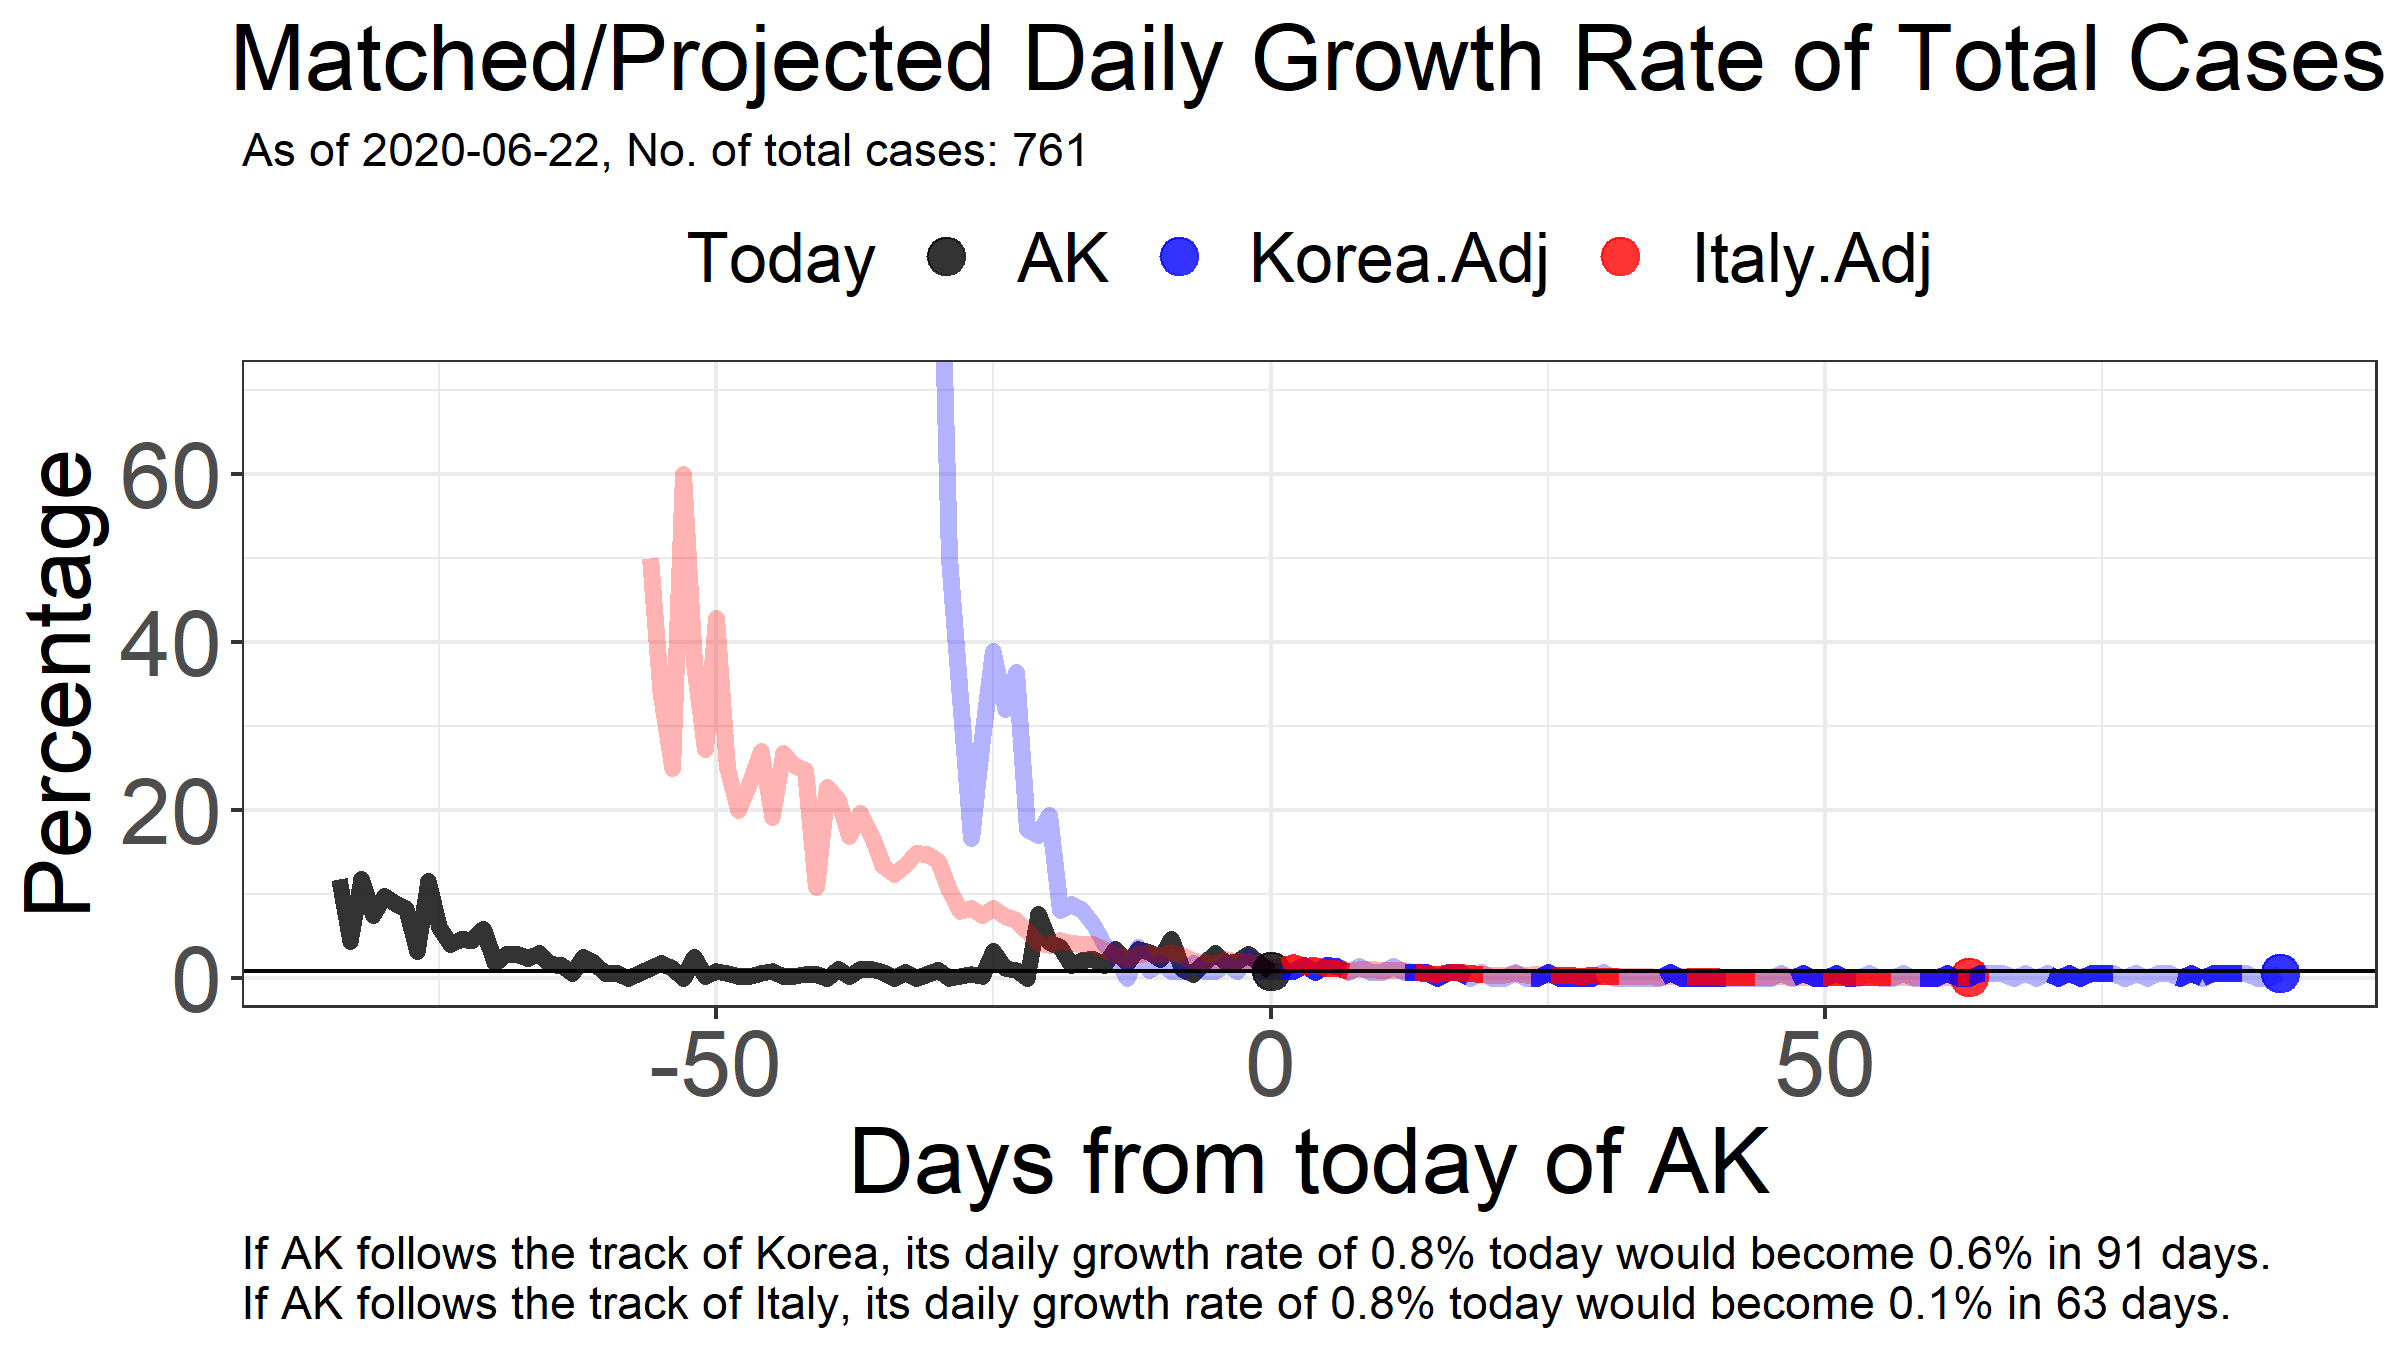 Matched/Projected Daily Growth Rate of Total Cases
As of 2020-06-22, No. of total cases: 761
Today AK Korea.Adj Italy.Adj
Percentage
60
40
20
0
-50 0 50
Days from today of AK
If AK follows the track of Korea, its daily growth rate of 0.8% today would become 0.6% in 91 days.
If AK follows the track of Italy, its daily growth rate of 0.8% today would become 0.1% in 63 days.